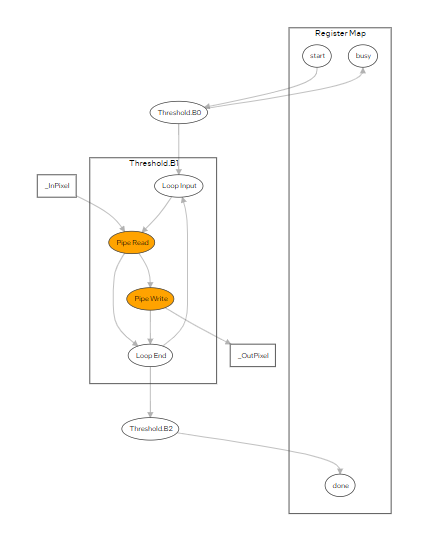 Register Map
start
busy
Threshold.B0
Threshold.B1
_InPixel
Loop Input
Pipe Read
Pipe Write
Loop End
_OutPixel
Threshold.B2
done